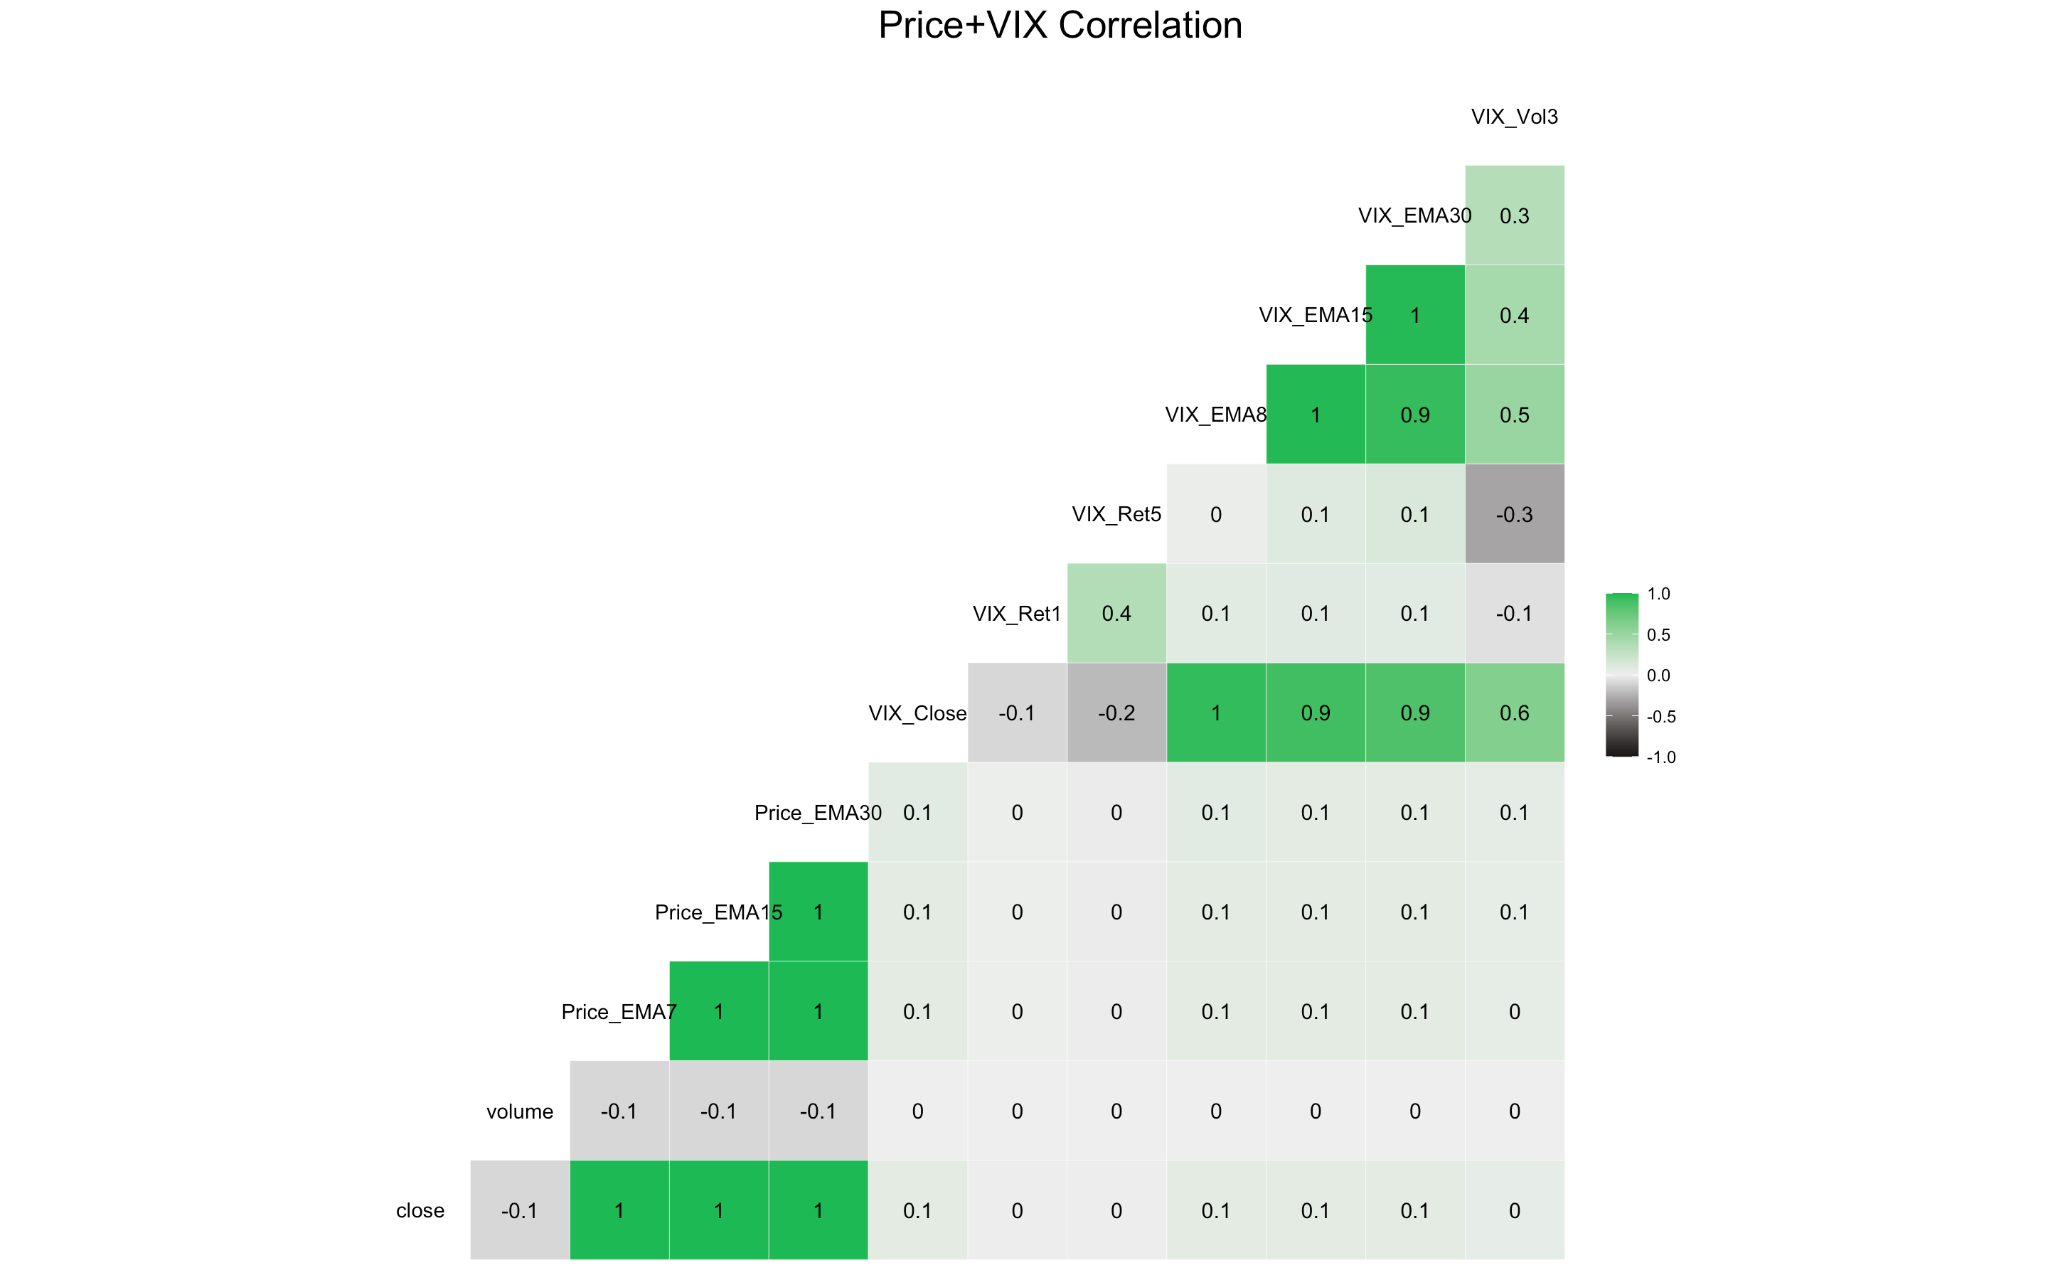 Price+VIX Correlation
VIX_Vol3
VIX_EMA30 0.3
VIX_EMA15 1 0.4
VIX_EMA8 1 0.9 0.5
VIX_Ret5 0 0.1 0.1 -0.3
VIX_Ret1 0.4 0.1 0.1 0.1 -0.1
VIX_Close -0.1 -0.2 1 0.9 0.9 0.6
Price_EMA30 0.1 0 0 0.1 0.1 0.1 0.1
Price_EMA15 1 0.1 0 0 0.1 0.1 0.1 0.1
Price_EMA7 1 1 0.1 0 0 0.1 0.1 0.1 0
volume -0.1 -0.1 -0.1 0 0 0 0 0 0 0
close -0.1 1 1 1 0.1 0 0 0.1 0.1 0.1 0
1.0
0.5
0.0
-0.5
-1.0